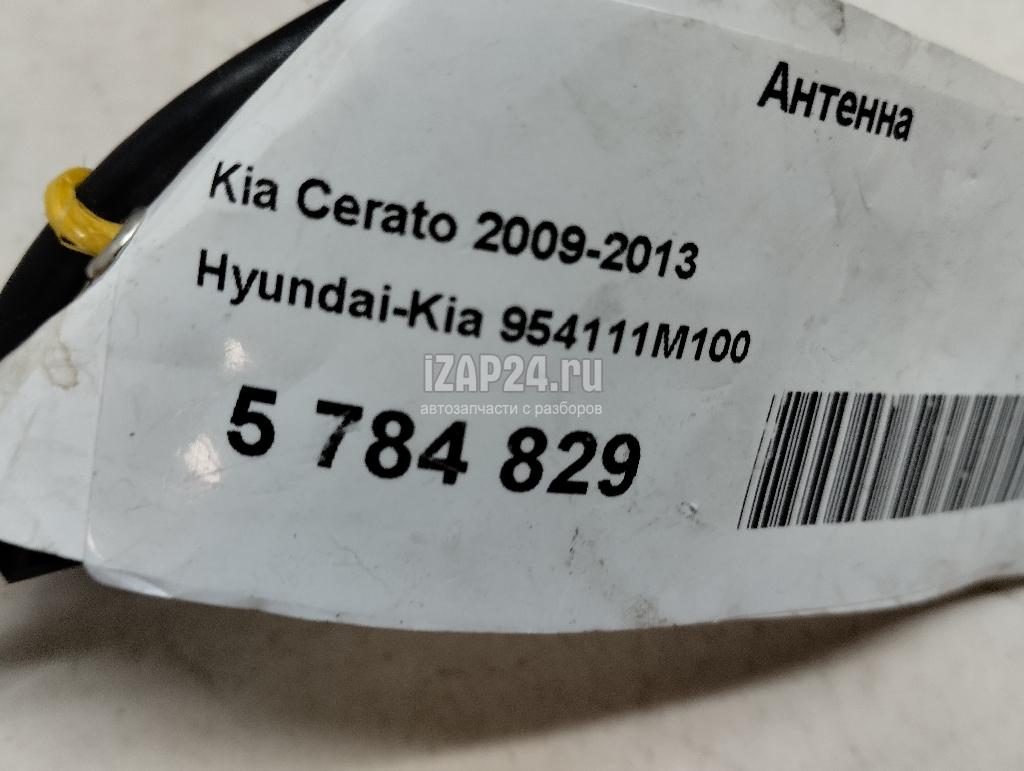 Антенна
Kia Cerato 2009-2013
Hyundai-Kia 954111M100
iZAP24.ru
автозапчасти с разборов
5 784 829